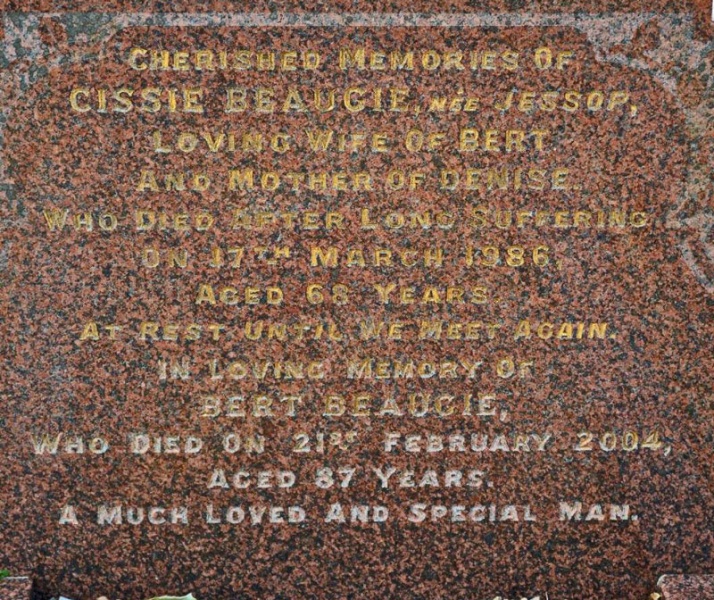 CHERISHED MEMORIES OF
CISSIE BEAUGIE, NÉE JESSOP,
LOVING WIFE OF BERT
AND MOTHER OF DENISE.
WHO DIED AFTER LONG SUFFERING
ON 17TH MARCH 1986,
AGED 68 YEARS.
AT REST UNTIL WE MEET AGAIN.
IN LOVING MEMORY OF
BERT BEAUGIE,
WHO DIED ON 21ST FEBRUARY 2004,
AGED 87 YEARS.
A MUCH LOVED AND SPECIAL MAN.